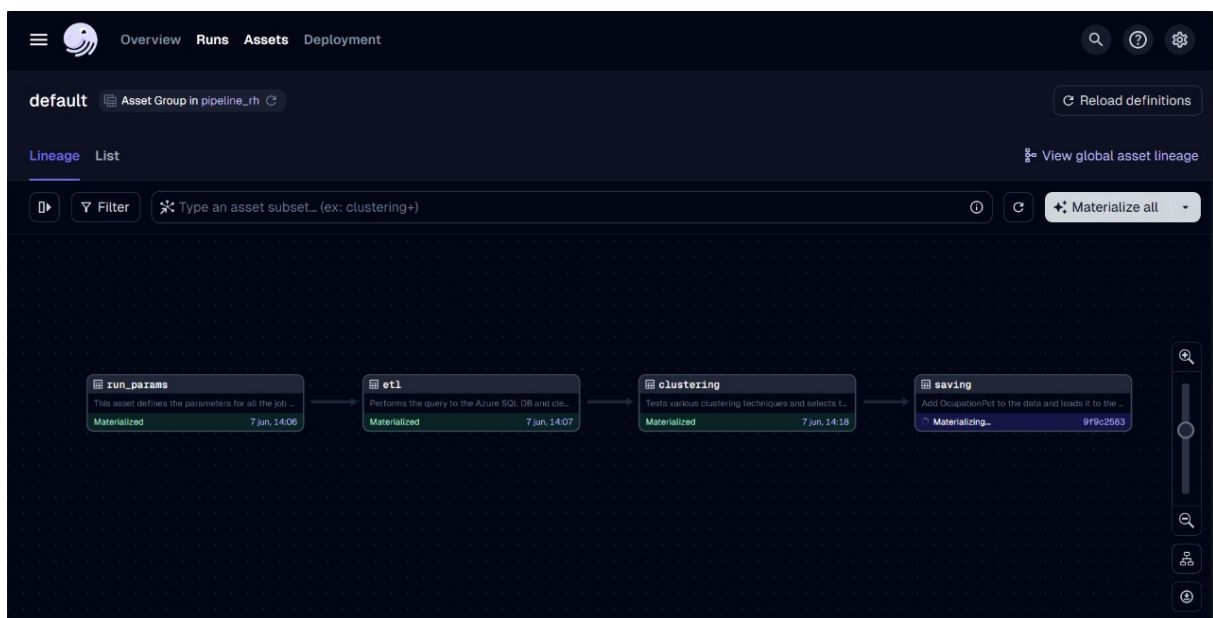 Overview Runs Assets Deployment
default Asset Group in pipeline_rh Reload definitions
Lineage List View global asset lineage
Filter Type an asset subset… (ex: clustering+) Materialize all
run_params
This asset defines the parameters for all the job ...
Materialized 7 jun, 14:06
etl
Performs the query to the Azure SQL DB and cle...
Materialized 7 jun, 14:07
clustering
Tests various clustering techniques and selects t...
Materialized 7 jun, 14:18
saving
Add OcupationPct to the data and loads it to the ...
Materializing... 9f9c2583